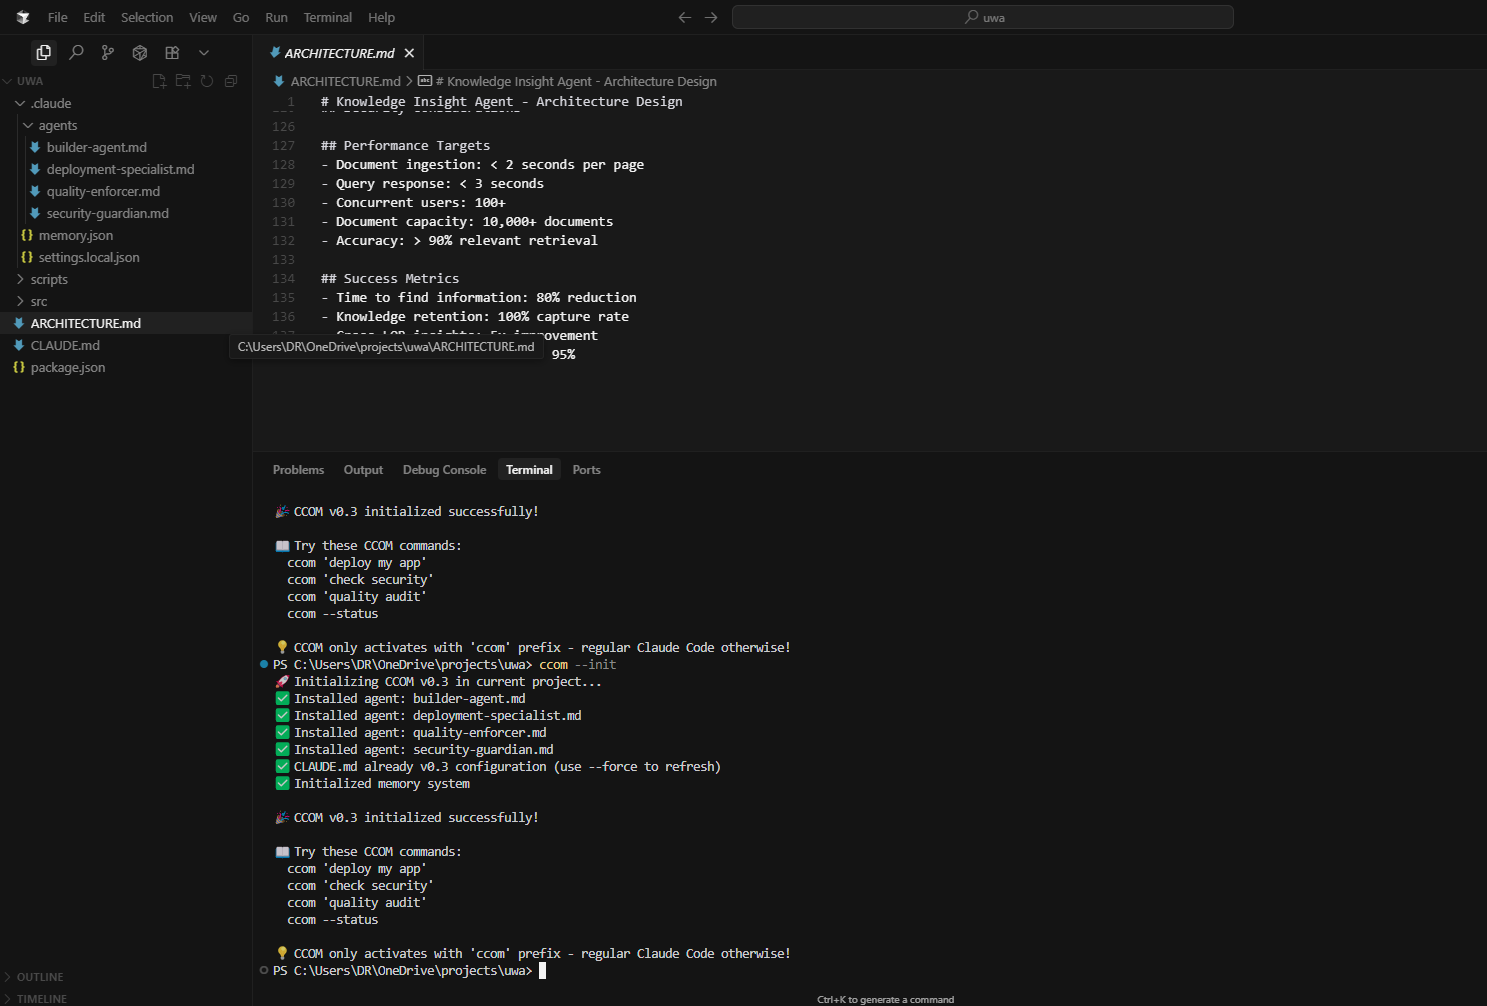 File Edit Selection View Go Run Terminal Help
uwa
UWA
.claude
agents
builder-agent.md
deployment-specialist.md
quality-enforcer.md
security-guardian.md
{} memory.json
{} settings.local.json
scripts
src
ARCHITECTURE.md
CLAUDE.md
{} package.json
OUTLINE
TIMELINE
ARCHITECTURE.md
ARCHITECTURE.md > abc # Knowledge Insight Agent - Architecture Design
1 # Knowledge Insight Agent - Architecture Design
126
127 ## Performance Targets
128 - Document ingestion: < 2 seconds per page
129 - Query response: < 3 seconds
130 - Concurrent users: 100+
131 - Document capacity: 10,000+ documents
132 - Accuracy: > 90% relevant retrieval
133
134 ## Success Metrics
135 - Time to find information: 80% reduction
136 - Knowledge retention: 100% capture rate
137 - Cross-LOB insights: 5x improvement
95%
C:\Users\DR\OneDrive\projects\uwa\ARCHITECTURE.md
Problems Output Debug Console Terminal Ports
🎉 CCOM v0.3 initialized successfully!
📖 Try these CCOM commands:
ccom 'deploy my app'
ccom 'check security'
ccom 'quality audit'
ccom --status
💡 CCOM only activates with 'ccom' prefix - regular Claude Code otherwise!
PS C:\Users\DR\OneDrive\projects\uwa> ccom --init
🚀 Initializing CCOM v0.3 in current project...
✅ Installed agent: builder-agent.md
✅ Installed agent: deployment-specialist.md
✅ Installed agent: quality-enforcer.md
✅ Installed agent: security-guardian.md
✅ CLAUDE.md already v0.3 configuration (use --force to refresh)
✅ Initialized memory system
🎉 CCOM v0.3 initialized successfully!
📖 Try these CCOM commands:
ccom 'deploy my app'
ccom 'check security'
ccom 'quality audit'
ccom --status
💡 CCOM only activates with 'ccom' prefix - regular Claude Code otherwise!
PS C:\Users\DR\OneDrive\projects\uwa>
Ctrl+K to generate a command